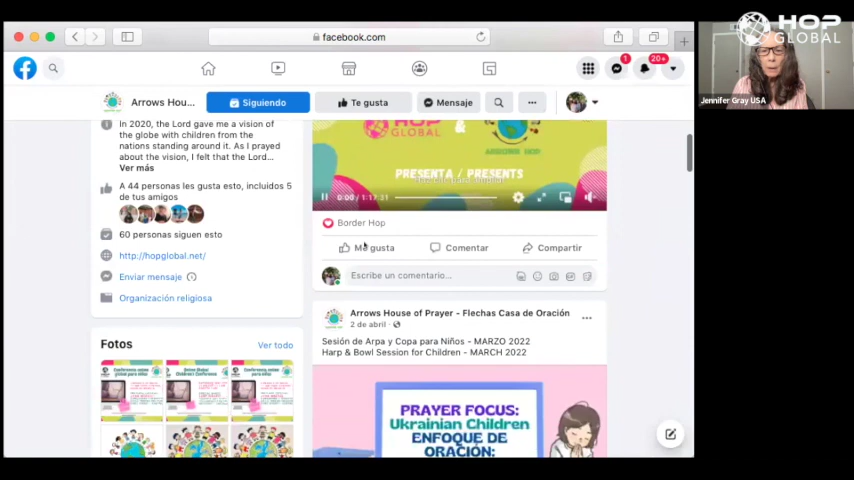 facebook.com
HOP
GLOBAL
1
20+
Jennifer Gray USA
Arrows Hou...
Siguiendo
Te gusta
Mensaje
In 2020, the Lord gave me a vision of
the globe with children from the
nations standing around it. As I prayed
about the vision, I felt that the Lord...
Ver más
A 44 personas les gusta esto, incluidos 5
de tus amigos
60 personas siguen esto
http://hopglobal.net/
Enviar mensaje
Organización religiosa
Fotos
Ver todo
HOP
GLOBAL
&
ARROWS HOP
PRESENTA / PRESENTS
0:00 / 1:17:31
Border Hop
Me gusta
Comentar
Compartir
Escribe un comentario...
Arrows House of Prayer - Flechas Casa de Oración
2 de abril ·
Sesión de Arpa y Copa para Niños - MARZO 2022
Harp & Bowl Session for Children - MARCH 2022
PRAYER FOCUS:
Ukrainian Children
ENFOQUE DE
ORACIÓN: